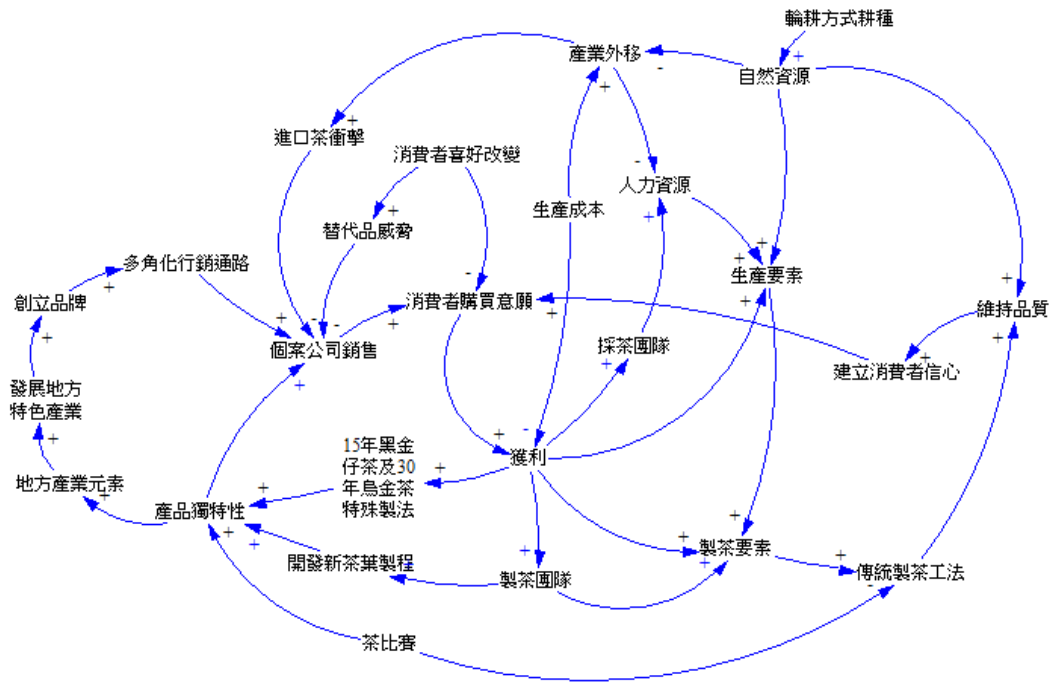 輪耕方式耕種
產業外移
自然資源
進口茶衝擊
消費者喜好改變
人力資源
生產成本
替代品威脅
多角化行銷通路
生產要素
創立品牌
消費者購買意願
維持品質
個案公司銷售
採茶團隊
建立消費者信心
發展地方
特色產業
15年黑金
仔茶及30
年烏金茶
特殊製法
獲利
地方產業元素
產品獨特性
製茶要素
開發新茶葉製程
製茶團隊
傳統製茶工法
茶比賽